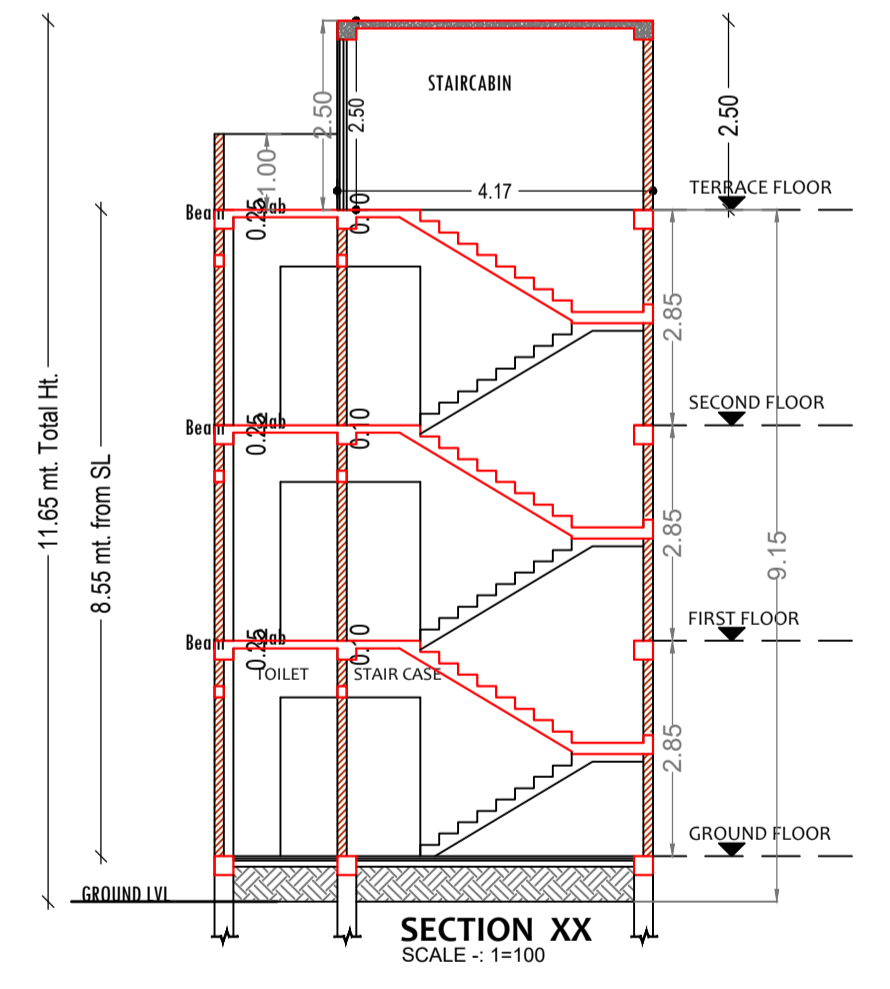 STAIRCABIN
2.50
2.50
2.50
1.00
4.17
TERRACE FLOOR
Beam
0.25
Slab
0.10
2.85
SECOND FLOOR
Beam
0.25
Slab
0.10
11.65 mt. Total Ht.
8.55 mt. from SL
2.85
9.15
FIRST FLOOR
Beam
0.25
Slab
0.10
TOILET
STAIR CASE
2.85
GROUND FLOOR
GROUND LVL
SECTION XX
SCALE -: 1=100